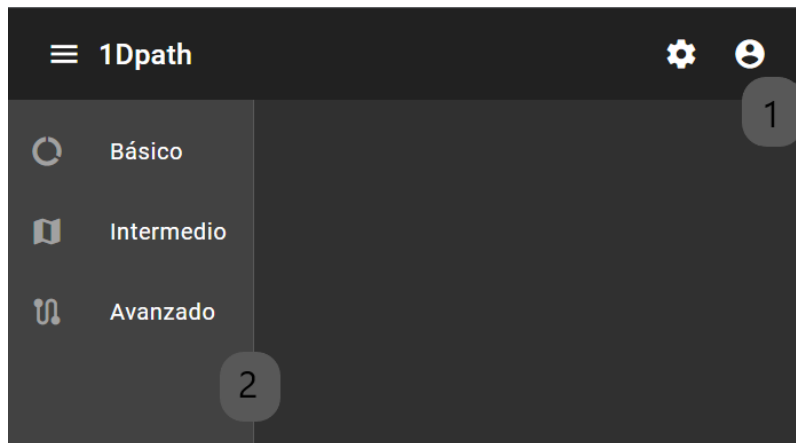 1Dpath
1
Básico
Intermedio
Avanzado
2